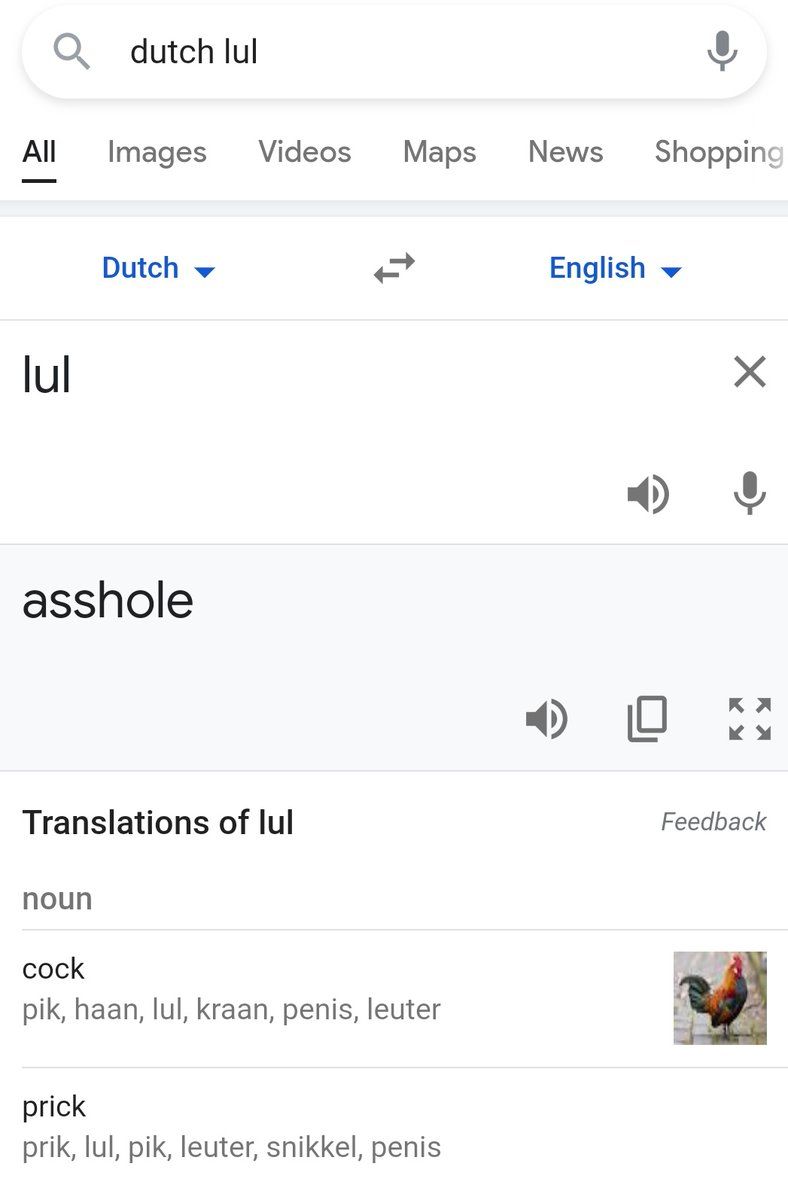 dutch lul
All Images Videos Maps News Shopping
Dutch English
lul
asshole
Translations of lul Feedback
noun
cock
pik, haan, lul, kraan, penis, leuter
prick
prik, lul, pik, leuter, snikkel, penis